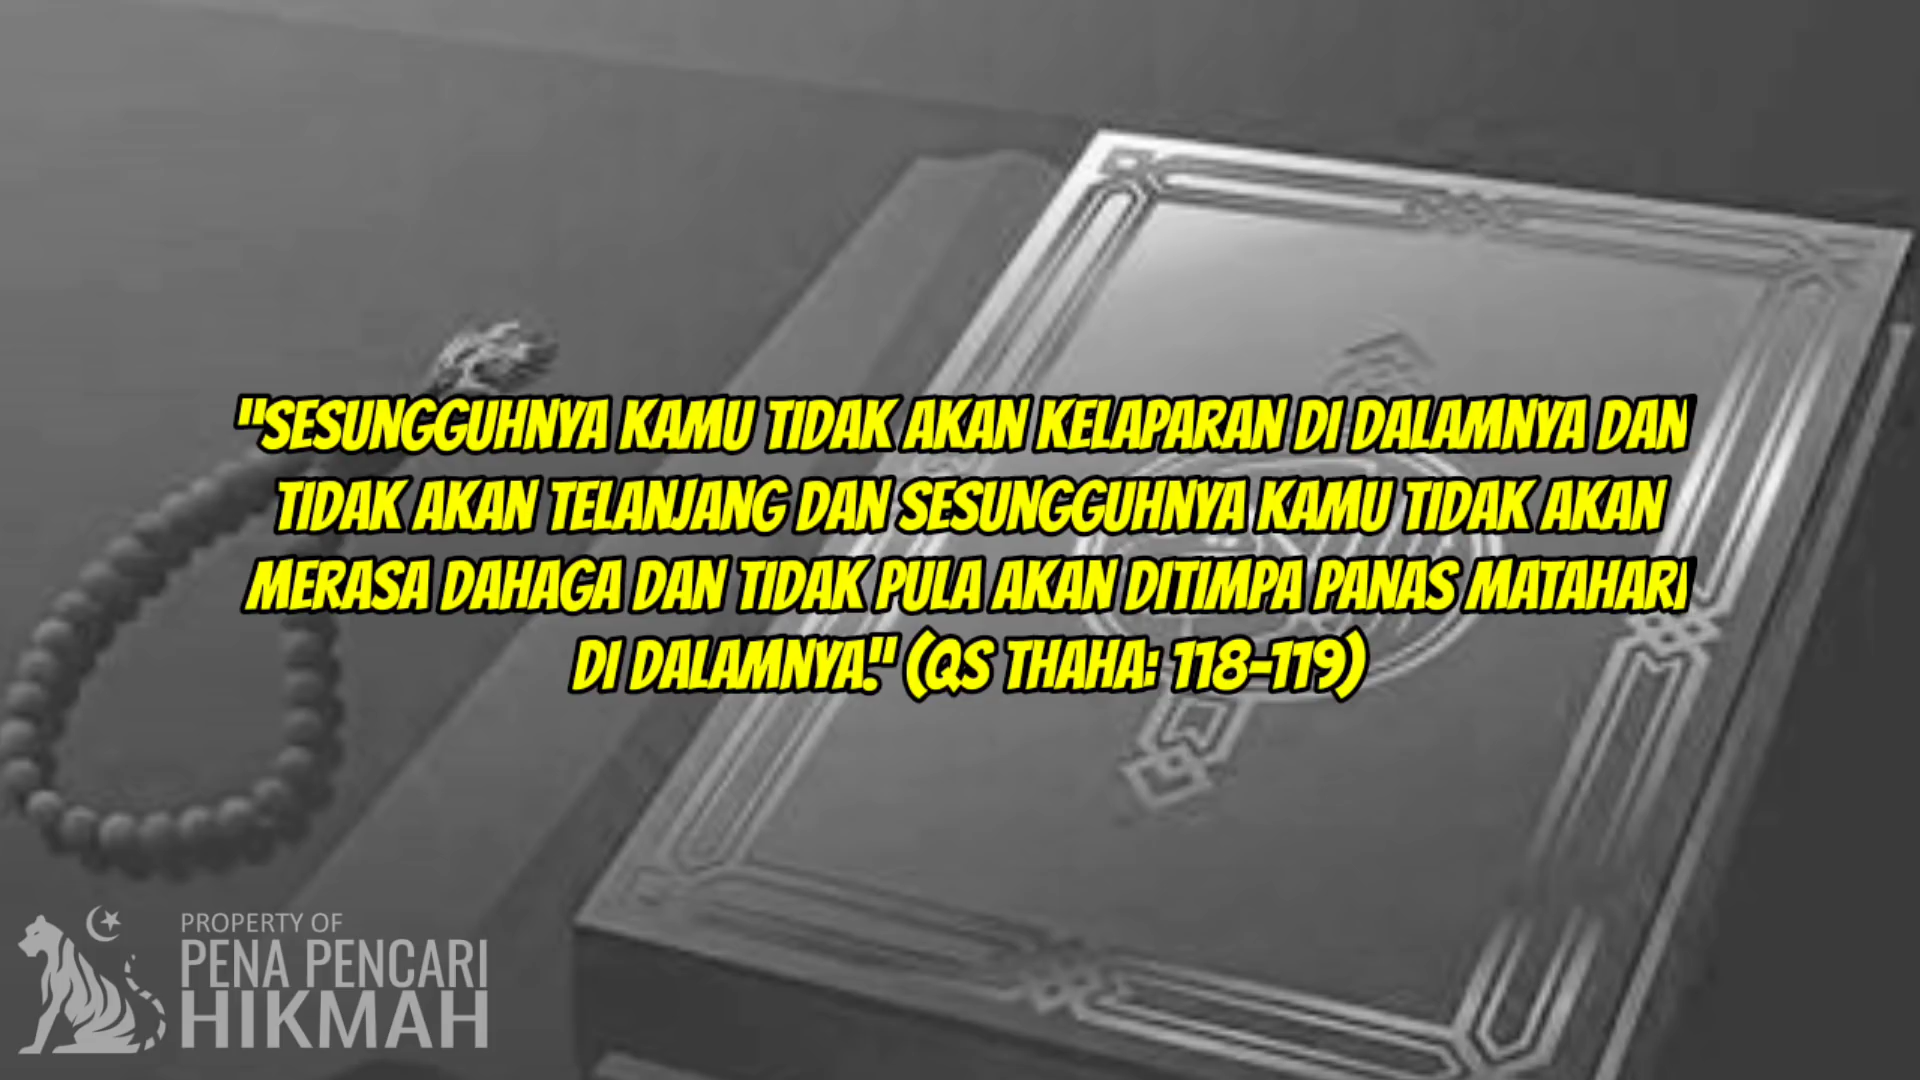 "SESUNGGUHNYA KAMU TIDAK AKAN KELAPARAN DI DALAMNYA DAN
TIDAK AKAN TELANJANG DAN SESUNGGUHNYA KAMU TIDAK AKAN
MERASA DAHAGA DAN TIDAK PULA AKAN DITIMPA PANAS MATAHARI
DI DALAMNYA." (QS THAHA: 118-119)
PROPERTY OF
PENA PENCARI
HIKMAH